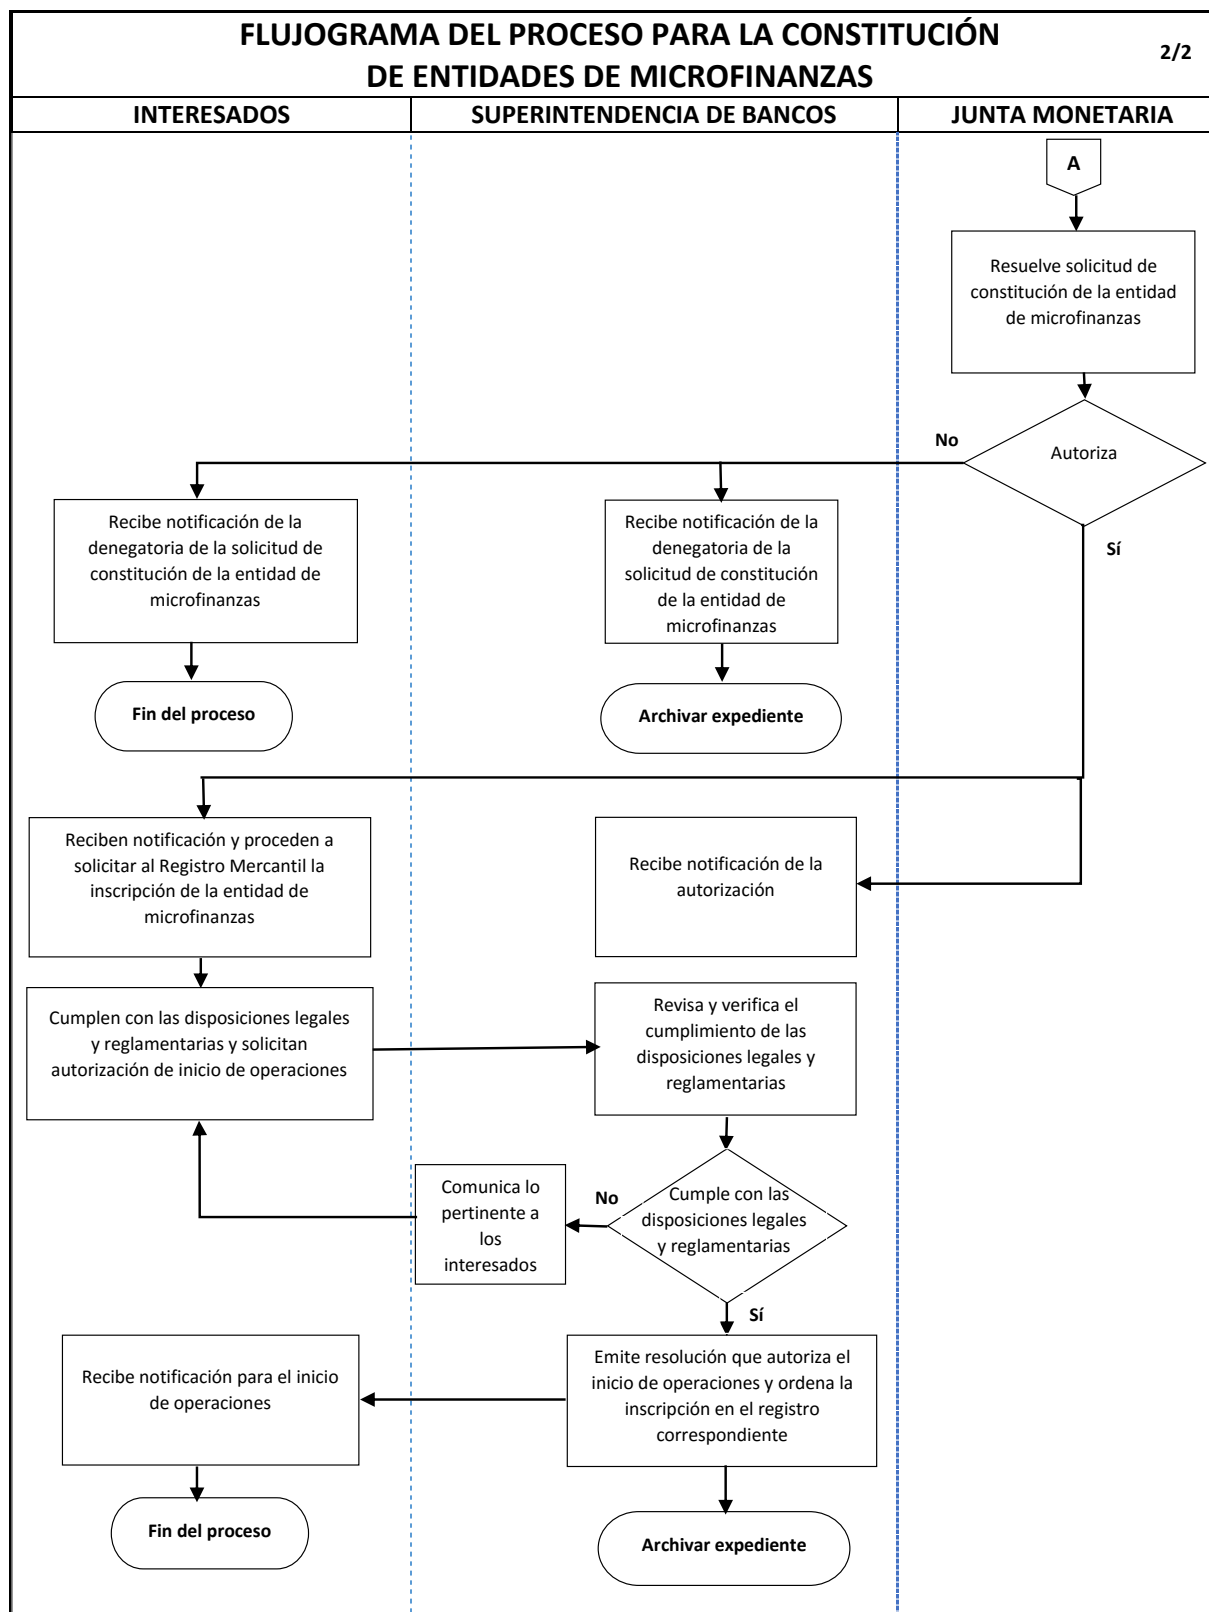 FLUJOGRAMA DEL PROCESO PARA LA CONSTITUCIÓN
DE ENTIDADES DE MICROFINANZAS
2/2
INTERESADOS
SUPERINTENDENCIA DE BANCOS
JUNTA MONETARIA
A
Resuelve solicitud de
constitución de la entidad
de microfinanzas
Autoriza
No
Sí
Recibe notificación de la
denegatoria de la solicitud de
constitución de la entidad de
microfinanzas
Recibe notificación de la
denegatoria de la
solicitud de constitución
de la entidad de
microfinanzas
Fin del proceso
Archivar expediente
Reciben notificación y proceden a
solicitar al Registro Mercantil la
inscripción de la entidad de
microfinanzas
Recibe notificación de la
autorización
Cumplen con las disposiciones legales
y reglamentarias y solicitan
autorización de inicio de operaciones
Revisa y verifica el
cumplimiento de las
disposiciones legales y
reglamentarias
Comunica lo
pertinente a
los
interesados
No
Cumple con las
disposiciones legales
y reglamentarias
Sí
Recibe notificación para el inicio
de operaciones
Emite resolución que autoriza el
inicio de operaciones y ordena la
inscripción en el registro
correspondiente
Fin del proceso
Archivar expediente